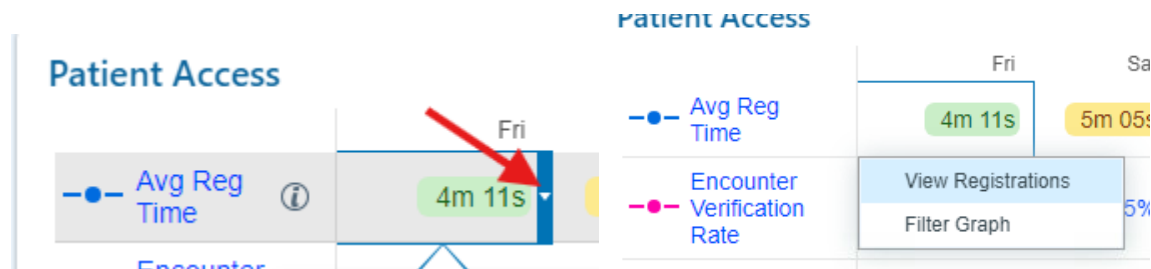 Patient Access
Fri
Avg Reg
Time
4m 11s
Encounter
Patient Access
Fri
Sa
Avg Reg
Time
4m 11s
5m 05s
Encounter
Verification
Rate
5%
View Registrations
Filter Graph